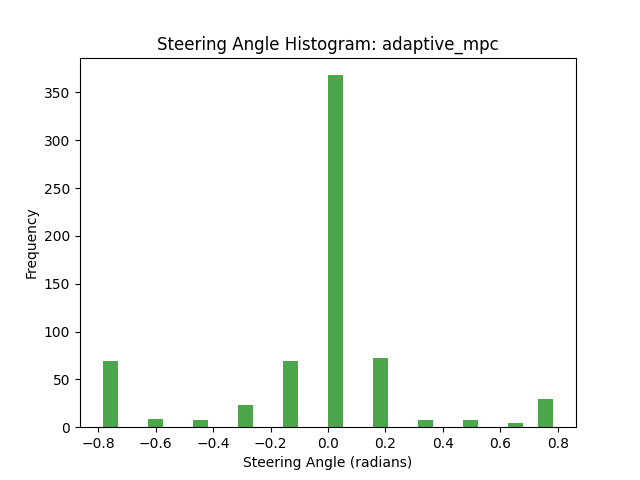 Steering Angle Histogram: adaptive_mpc
Frequency
350
300
250
200
150
100
50
0
−0.8 −0.6 −0.4 −0.2 0.0 0.2 0.4 0.6 0.8
Steering Angle (radians)